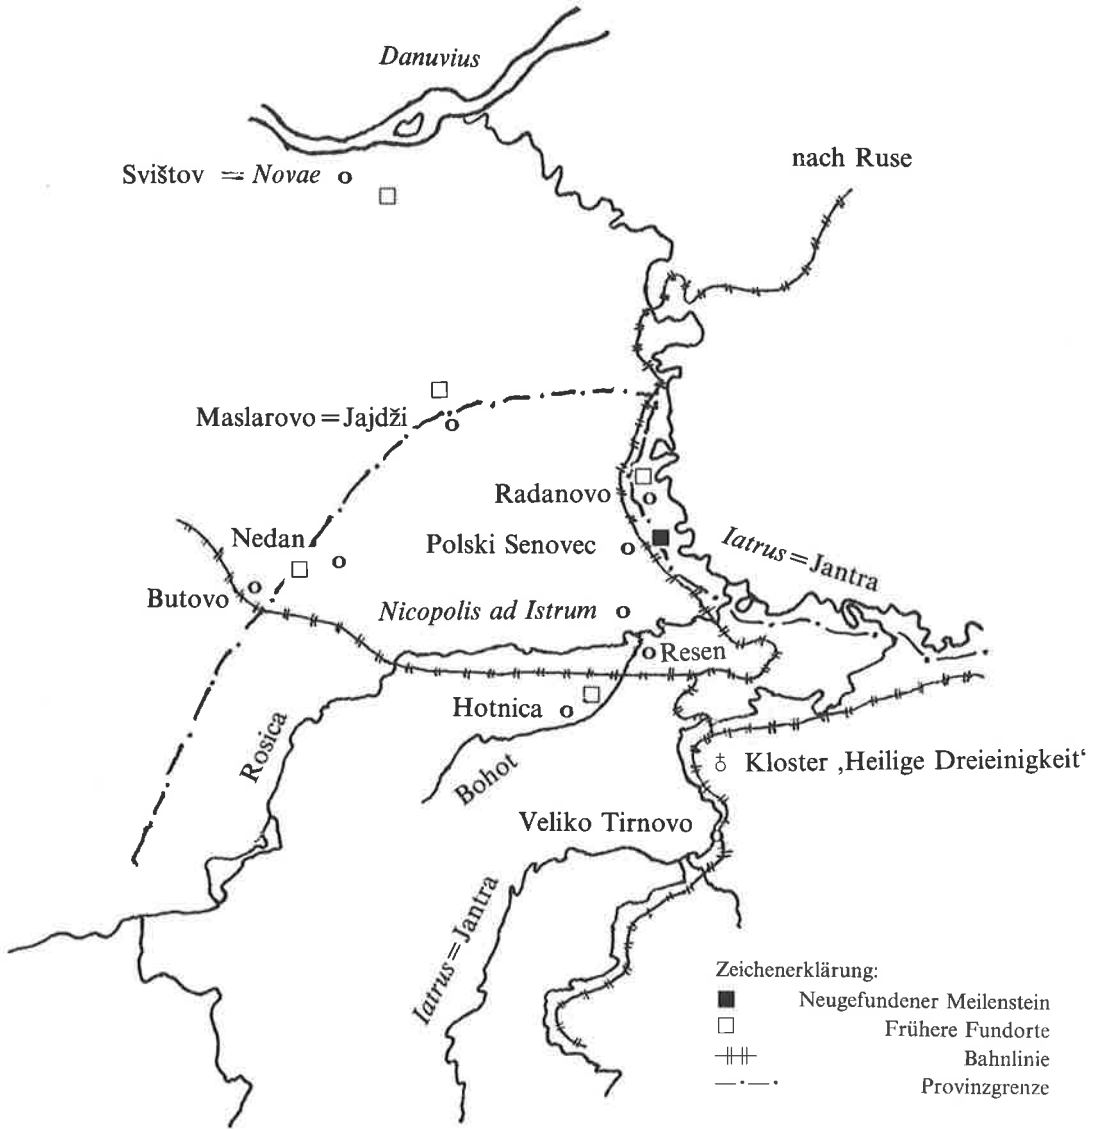 Danuvius
Svištov = Novae
nach Ruse
Maslarovo = Jajdži
Radanovo
Nedan
Polski Senovec
Iatrus = Jantra
Butovo
Nicopolis ad Istrum
Resen
Hotnica
Rosica
Bohot
Kloster ‚Heilige Dreieinigkeit‘
Veliko Tirnovo
Iatrus = Jantra
Zeichenerklärung:
Neugefundener Meilenstein
Frühere Fundorte
Bahnlinie
Provinzgrenze